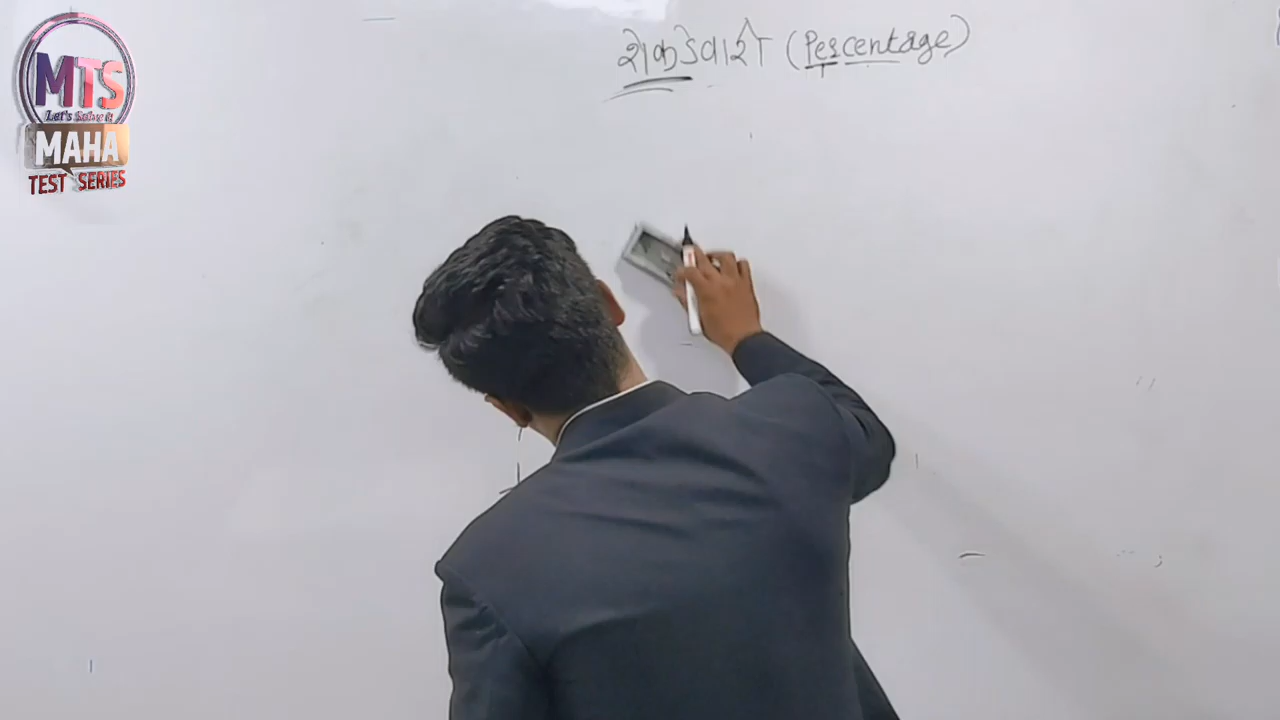 MTS
Let's Solve it
MAHA
TEST SERIES
शेकडेवारी (Percentage)